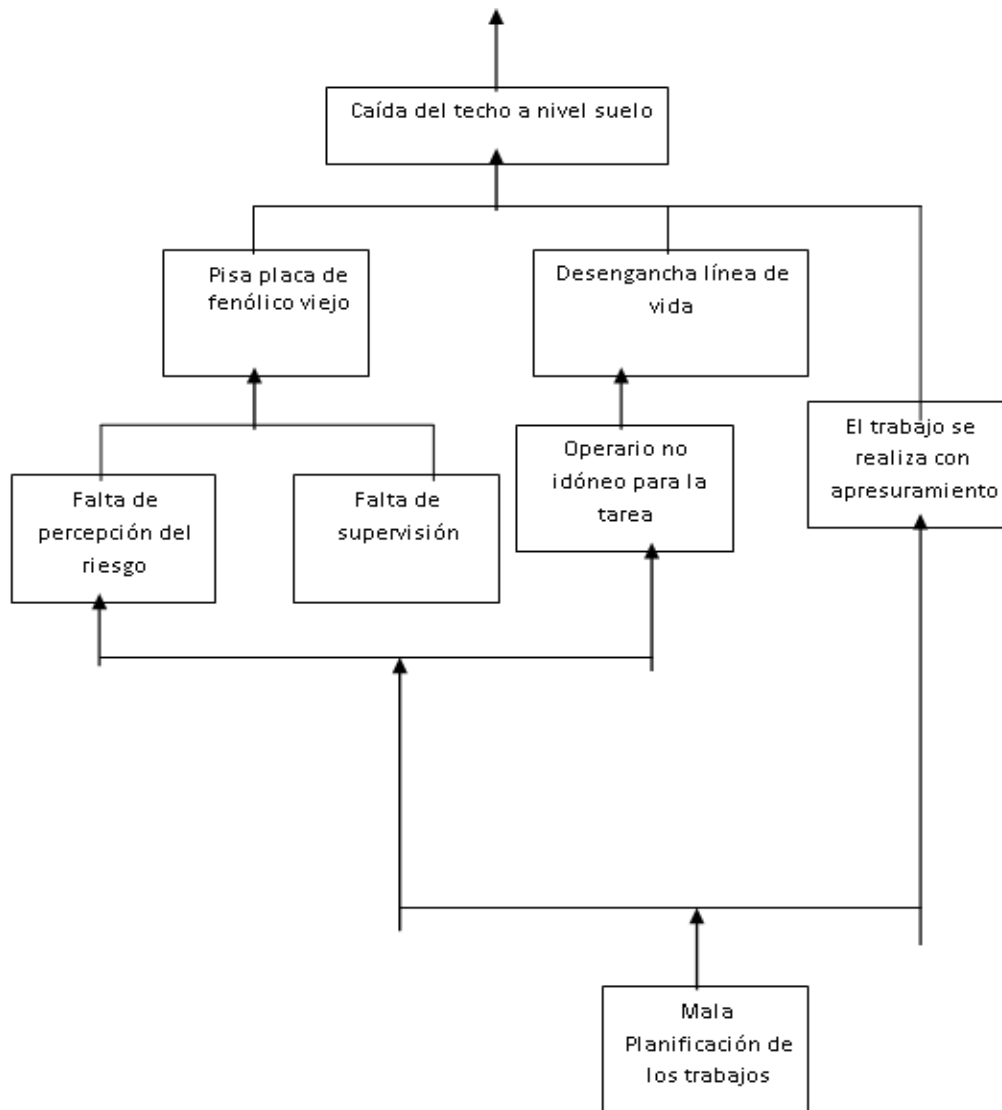 Caída del techo a nivel suelo
Pisa placa de
fenólico viejo
Desengancha línea de
vida
Falta de
percepción del
riesgo
Falta de
supervisión
Operario no
idóneo para la
tarea
El trabajo se
realiza con
apresuramiento
Mala
Planificación de
los trabajos